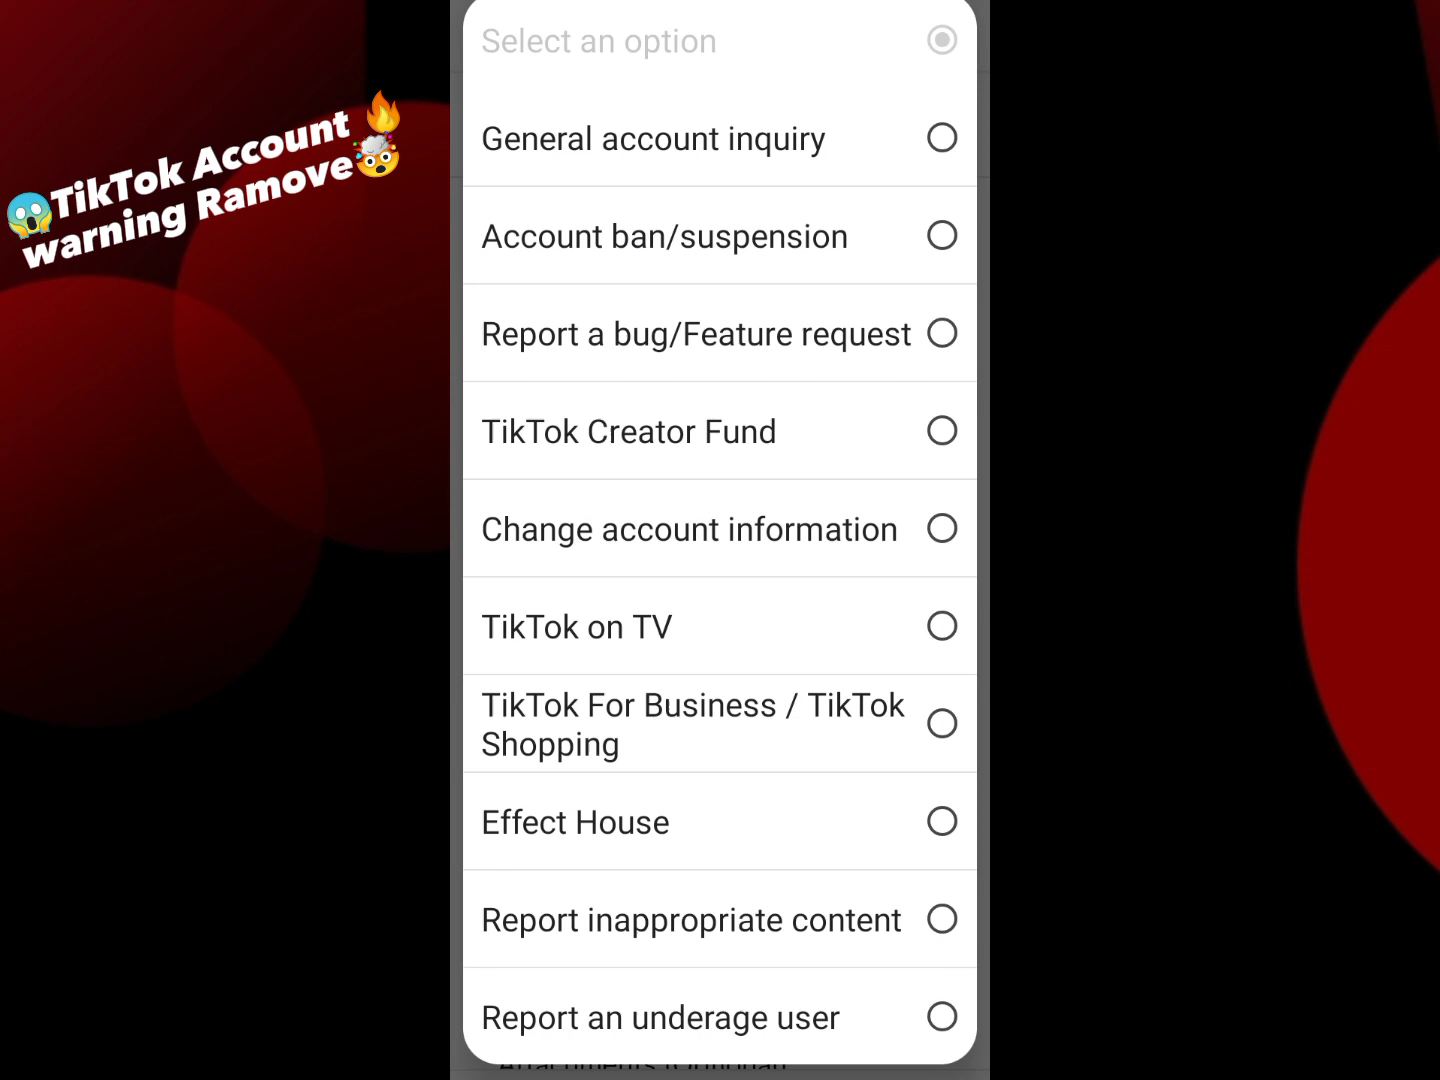 Select an option
😱TikTok Account🔥
warning Ramove🤯
General account inquiry
Account ban/suspension
Report a bug/Feature request
TikTok Creator Fund
Change account information
TikTok on TV
TikTok For Business / TikTok
Shopping
Effect House
Report inappropriate content
Report an underage user